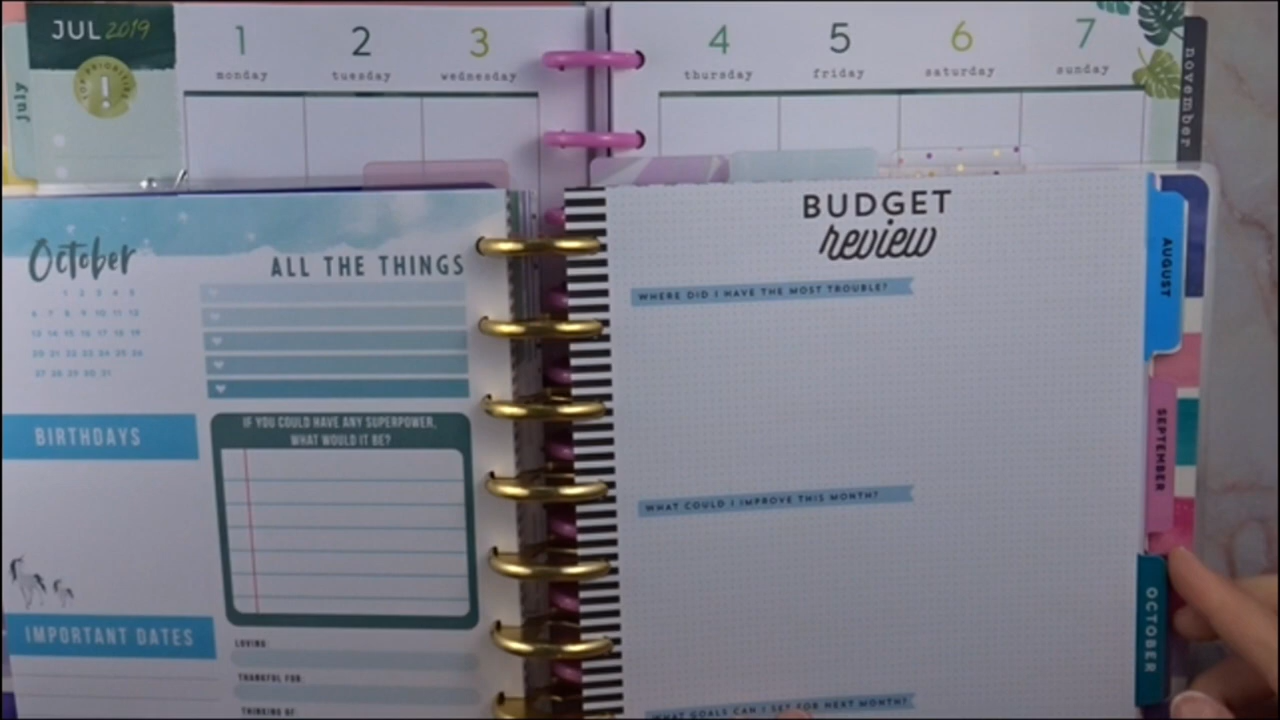 JUL 2019
TOP PRIORITIES
!
july
1
monday
2
tuesday
3
wednesday
4
thursday
5
friday
6
saturday
7
sunday
november
October
1 2 3 4 5
6 7 8 9 10 11 12
13 14 15 16 17 18 19
20 21 22 23 24 25 26
27 28 29 30 31
ALL THE THINGS
BIRTHDAYS
IF YOU COULD HAVE ANY SUPERPOWER,
WHAT WOULD IT BE?
IMPORTANT DATES
LOVING:
THANKFUL FOR:
THINKING OF:
BUDGET
review
WHERE DID I HAVE THE MOST TROUBLE?
WHAT COULD I IMPROVE THIS MONTH?
WHAT GOALS CAN I SET FOR NEXT MONTH?
AUGUST
SEPTEMBER
OCTOBER